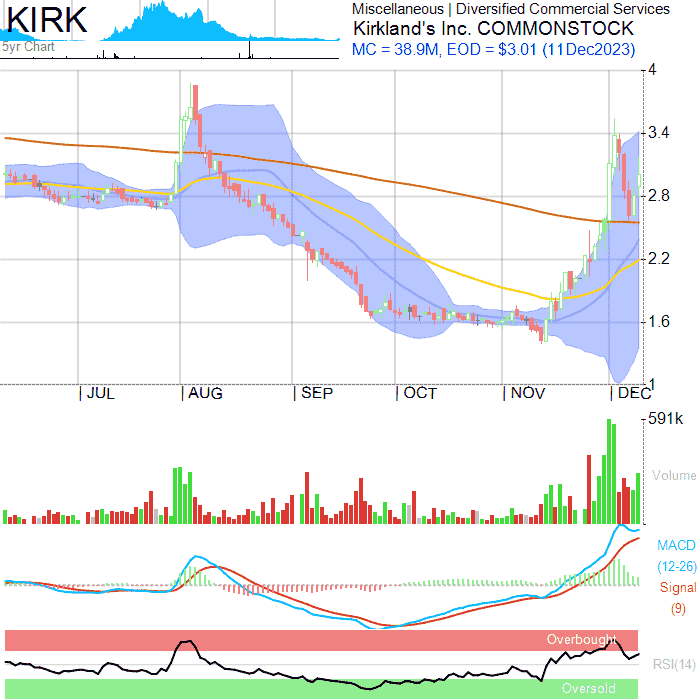 KIRK
5yr Chart
Miscellaneous | Diversified Commercial Services
Kirkland's Inc. COMMONSTOCK
MC = 38.9M, EOD = $3.01 (11Dec2023)
4
3.4
2.8
2.2
1.6
1
JUL AUG SEP OCT NOV DEC
591k
Volume
MACD
(12-26)
Signal
(9)
Overbought
RSI(14)
Oversold